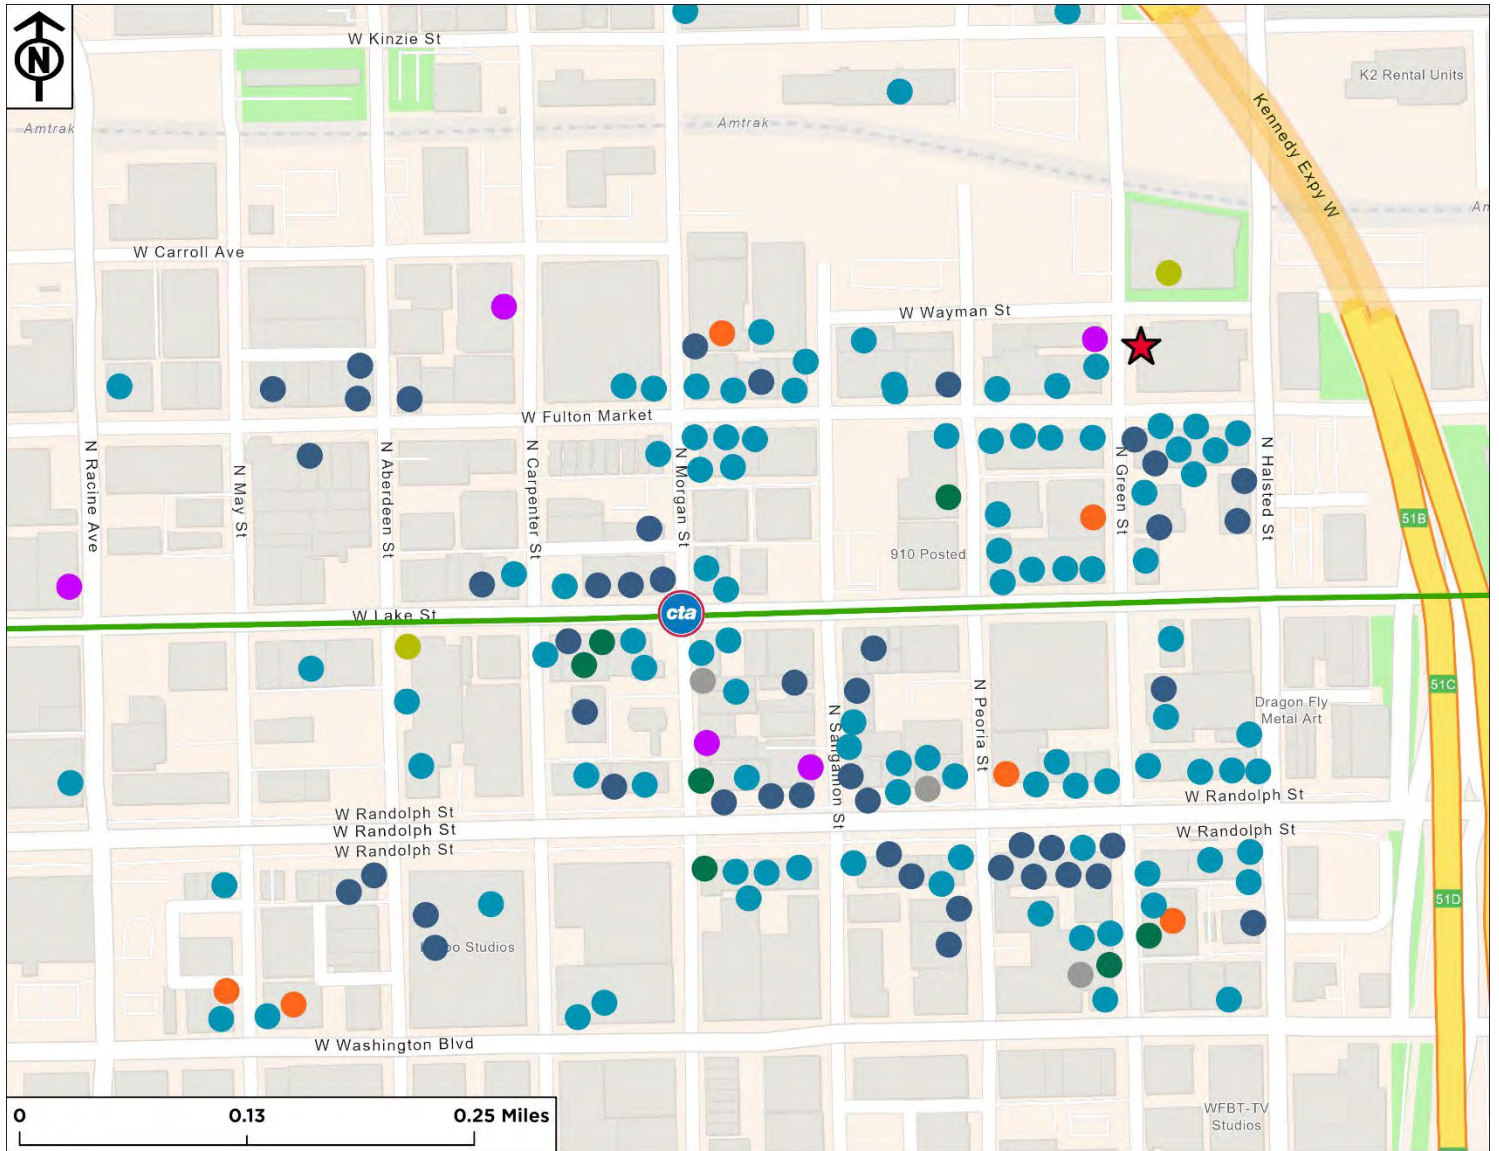 N
W Kinzie St
K2 Rental Units
Kennedy Expy W
Amtrak
Amtrak
An
W Carroll Ave
W Wayman St
W Fulton Market
N Racine Ave
N May St
N Aberdeen St
N Carpenter St
N Morgan St
N Green St
N Halsted St
51B
910 Posted
W Lake St
cta
N Sangamon St
N Peoria St
51C
Dragon Fly
Metal Art
W Randolph St
W Randolph St
W Randolph St
W Randolph St
W Randolph St
51D
Studios
W Washington Blvd
0
0.13
0.25 Miles
WFBT-TV
Studios